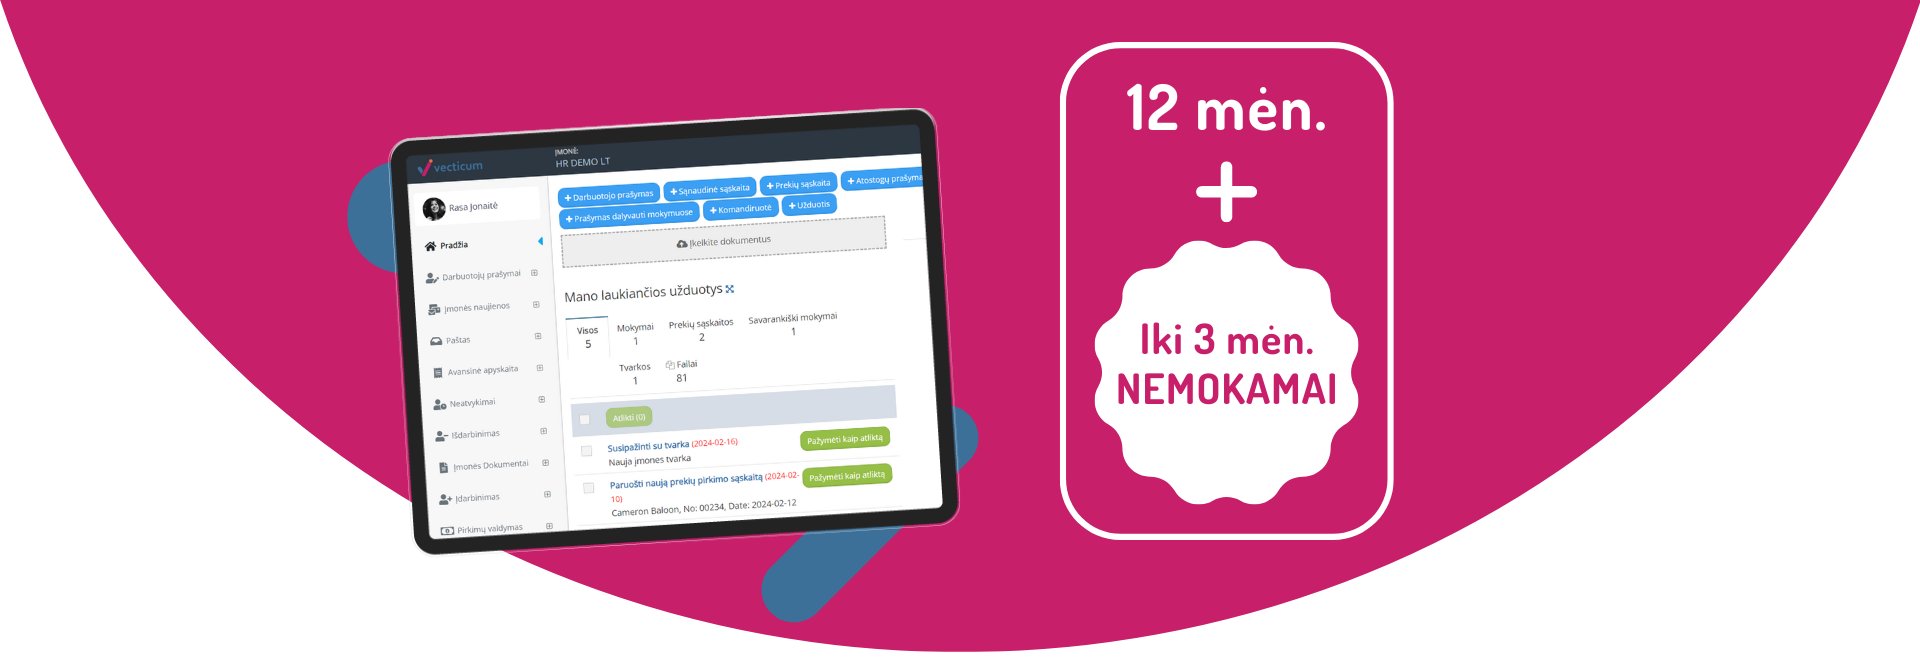 vecticum
ĮMONĖ:
HR DEMO LT
Rasa Jonaitė
Pradžia
Darbuotojų prašymai
Įmonės naujienos
Paštas
Avansinė apyskaita
Neatvykimai
Išdarbinimas
Įmonės Dokumentai
Įdarbinimas
Pirkimų valdymas
+ Darbuotojo prašymas + Sąnaudinė sąskaita + Prekių sąskaita + Atostogų prašyma
+ Prašymas dalyvauti mokymuose + Komandiruotė + Užduotis
Įkelkite dokumentus
Mano laukiančios užduotys
Visos Mokymai Prekių sąskaitos Savarankiški mokymai
5 1 2 1
Tvarkos Failai
1 81
Atlikti (0)
Susipažinti su tvarka (2024-02-16) Pažymėti kaip atliktą
Nauja įmones tvarka
Paruošti naują prekių pirkimo sąskaitą (2024-02- Pažymėti kaip atliktą
10)
Cameron Baloon, No: 00234, Date: 2024-02-12
12 mėn.
+
Iki 3 mėn.
NEMOKAMAI